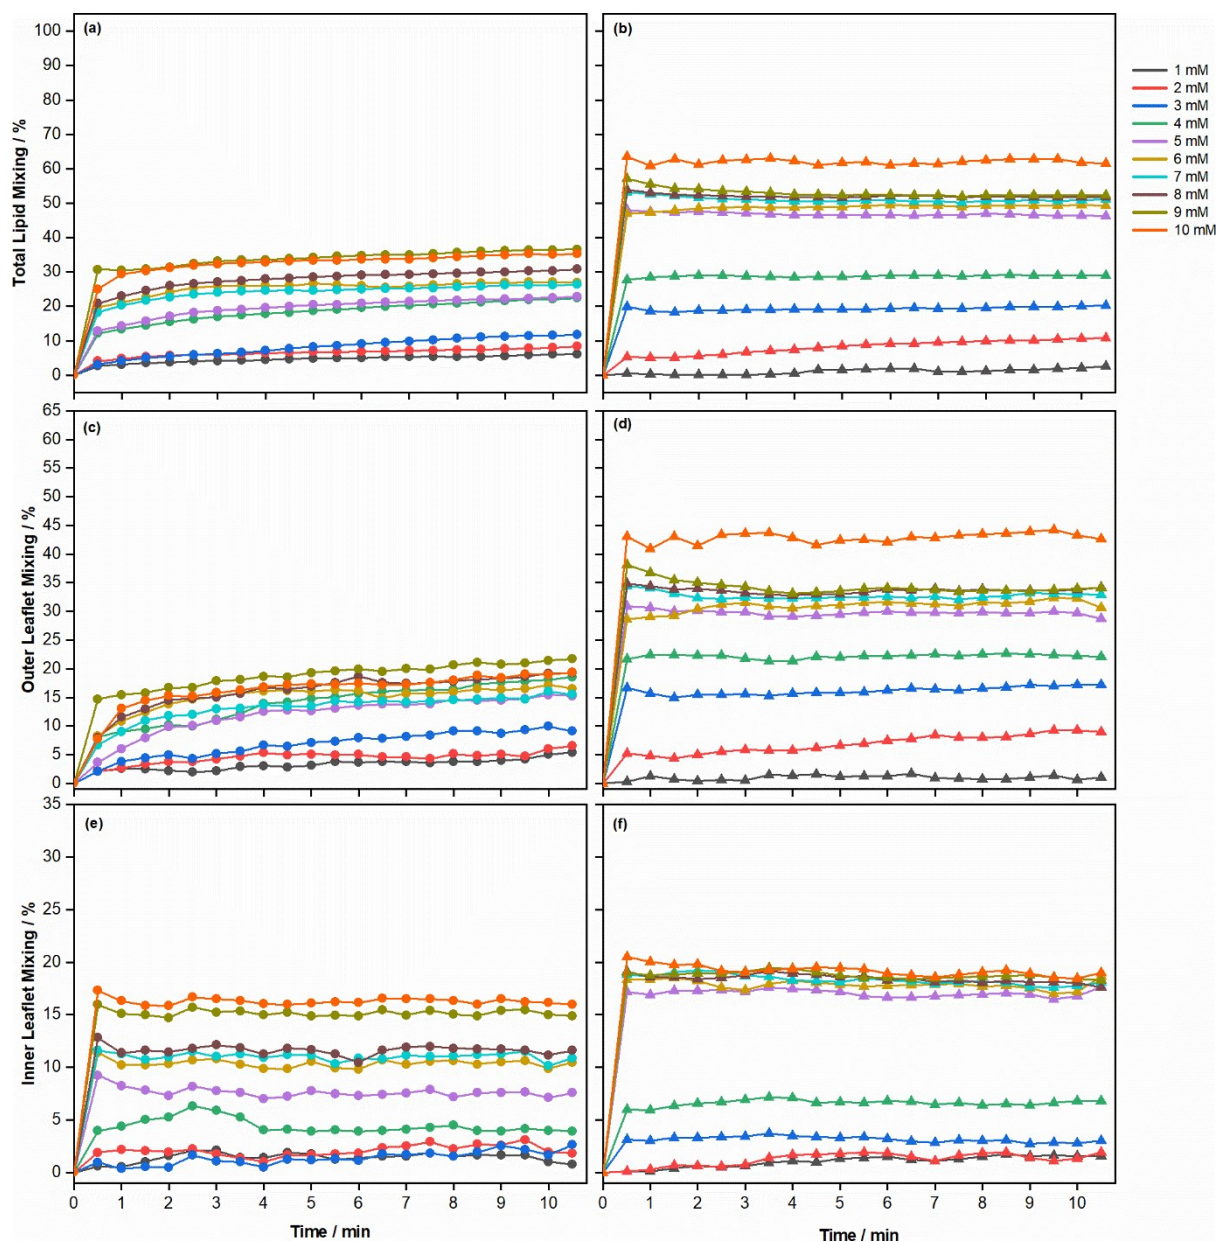 (a)
(b)
Total Lipid Mixing / %
100
90
80
70
60
50
40
30
20
10
0
1 mM
2 mM
3 mM
4 mM
5 mM
6 mM
7 mM
8 mM
9 mM
10 mM
(c)
(d)
Outer Leaflet Mixing / %
65
60
55
50
45
40
35
30
25
20
15
10
5
0
(e)
(f)
Inner Leaflet Mixing / %
35
30
25
20
15
10
5
0
0 1 2 3 4 5 6 7 8 9 10
0 1 2 3 4 5 6 7 8 9 10
Time / min
Time / min